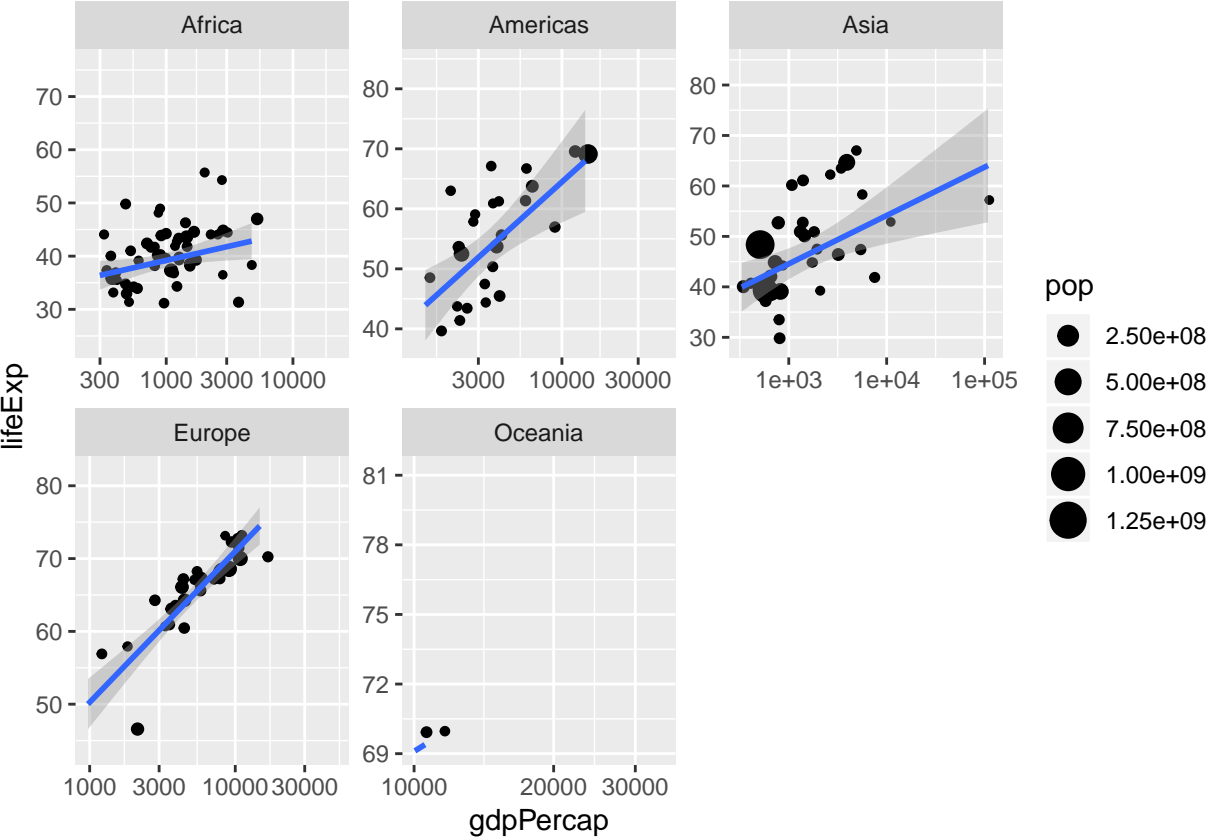 Africa
Americas
Asia
70
60
50
40
30
80
70
60
50
40
80
70
60
50
40
30
300 1000 3000 10000
3000 10000 30000
1e+03 1e+04 1e+05
Europe
Oceania
80
70
60
50
81
78
75
72
69
1000 3000 10000 30000
10000 20000 30000
lifeExp
gdpPercap
pop
2.50e+08
5.00e+08
7.50e+08
1.00e+09
1.25e+09